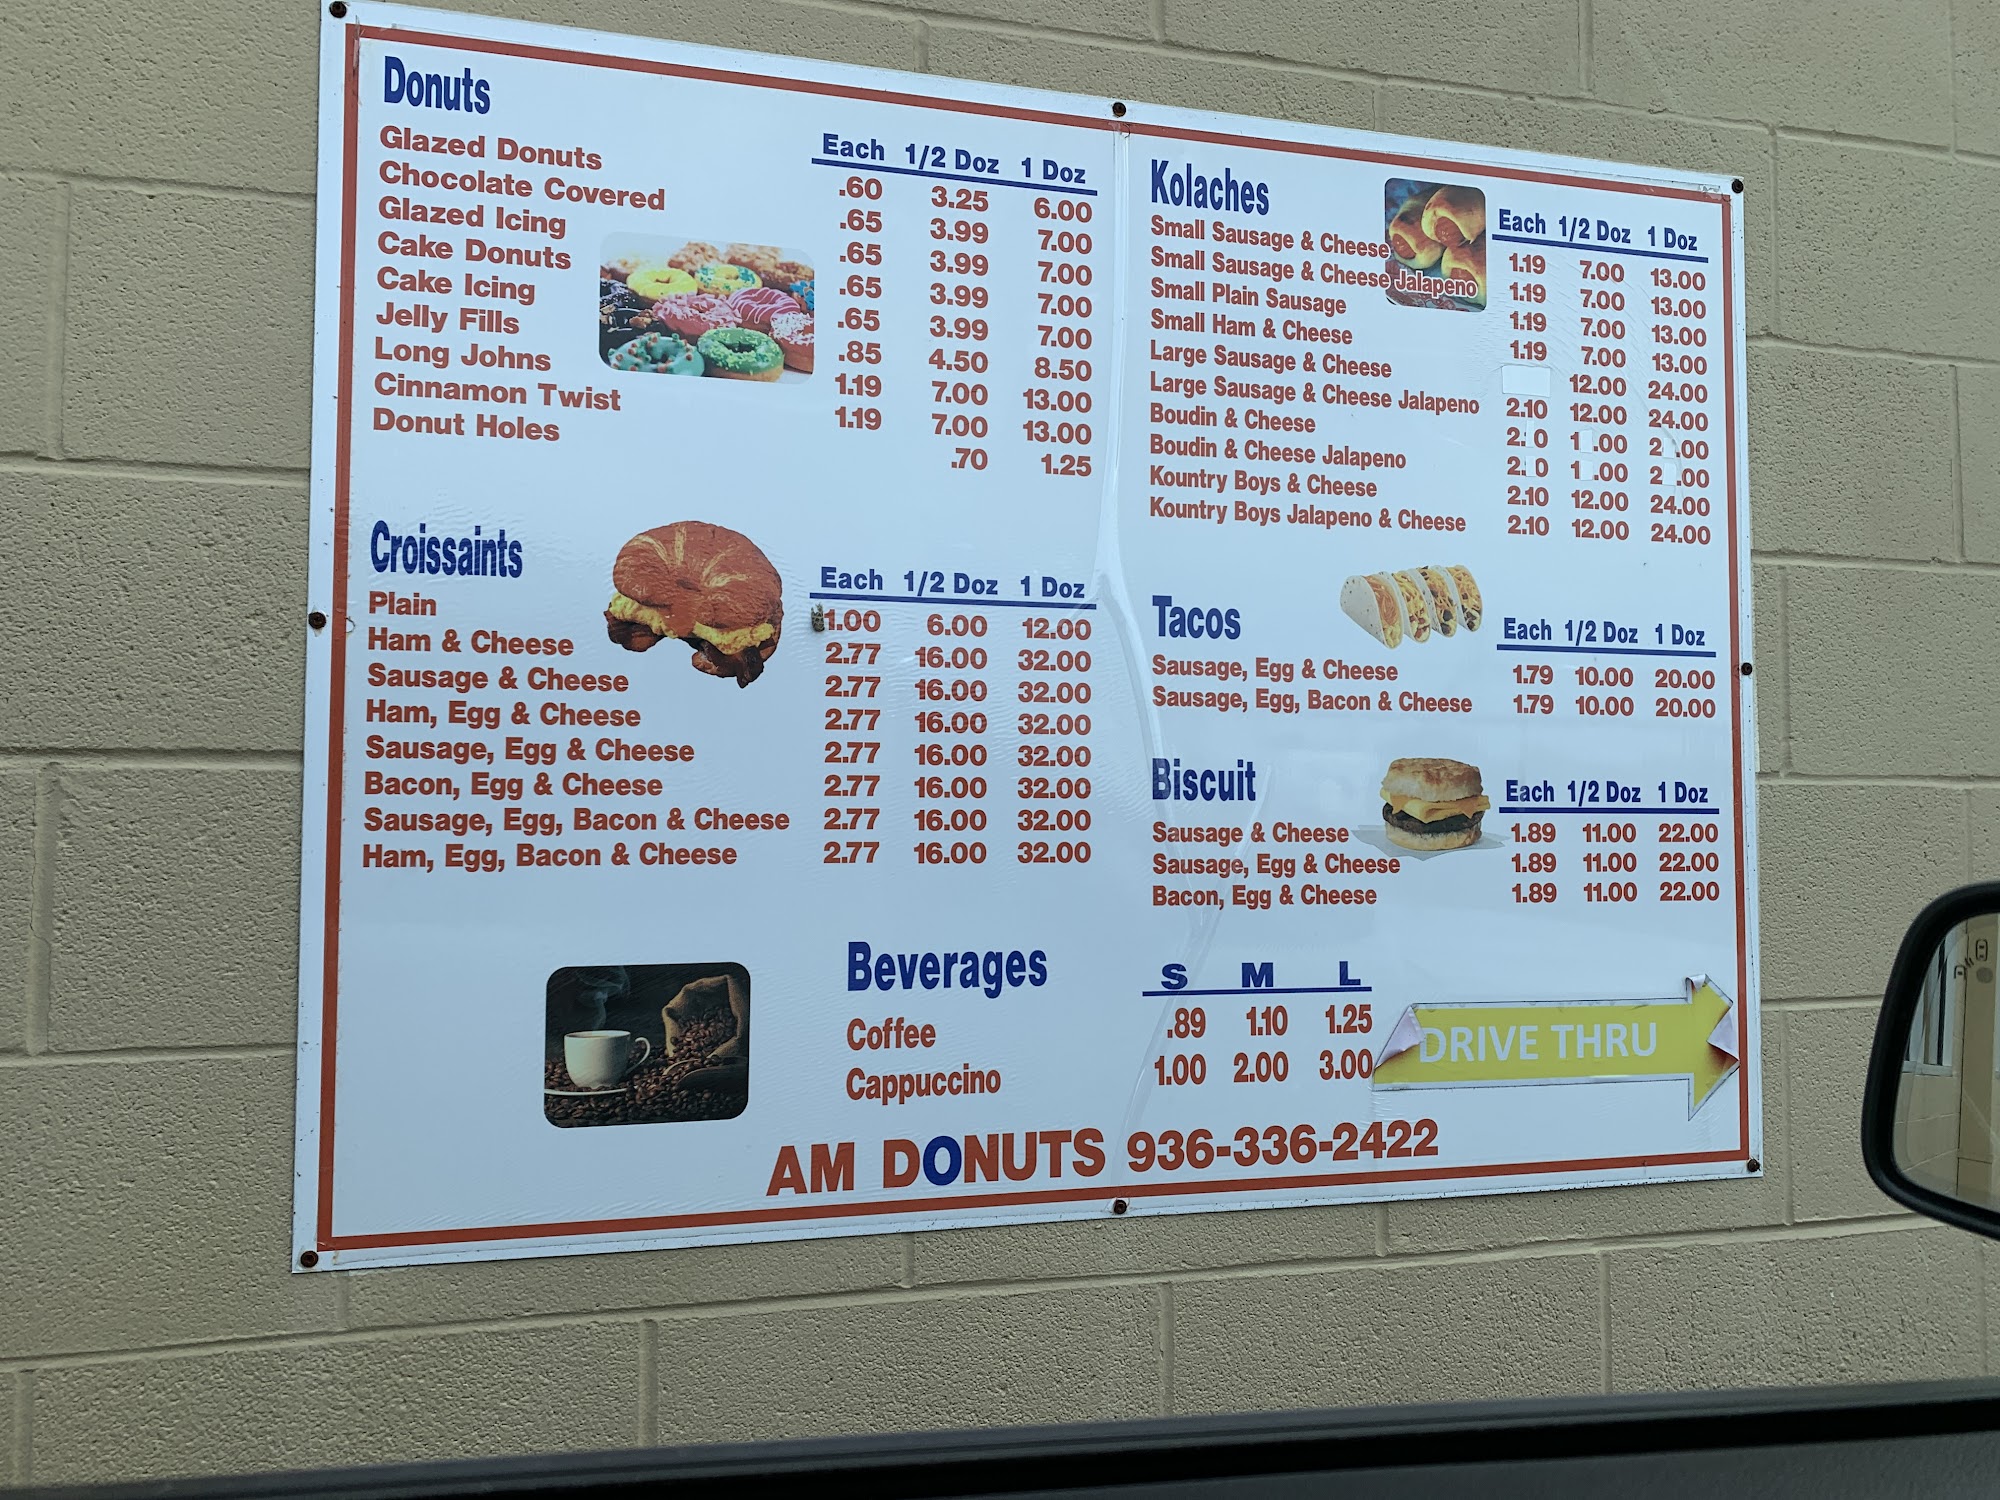 Donuts
Each 1/2 Doz 1 Doz
Glazed Donuts .60 3.25 6.00
Chocolate Covered .65 3.99 7.00
Glazed Icing .65 3.99 7.00
Cake Donuts .65 3.99 7.00
Cake Icing .65 3.99 7.00
Jelly Fills .85 4.50 8.50
Long Johns 1.19 7.00 13.00
Cinnamon Twist 1.19 7.00 13.00
Donut Holes .70 1.25
Croissaints
Each 1/2 Doz 1 Doz
Plain 1.00 6.00 12.00
Ham & Cheese 2.77 16.00 32.00
Sausage & Cheese 2.77 16.00 32.00
Ham, Egg & Cheese 2.77 16.00 32.00
Sausage, Egg & Cheese 2.77 16.00 32.00
Bacon, Egg & Cheese 2.77 16.00 32.00
Sausage, Egg, Bacon & Cheese 2.77 16.00 32.00
Ham, Egg, Bacon & Cheese 2.77 16.00 32.00
Kolaches
Each 1/2 Doz 1 Doz
Small Sausage & Cheese 1.19 7.00 13.00
Small Sausage & Cheese Jalapeno 1.19 7.00 13.00
Small Plain Sausage 1.19 7.00 13.00
Small Ham & Cheese 1.19 7.00 13.00
Large Sausage & Cheese 12.00 24.00
Large Sausage & Cheese Jalapeno 2.10 12.00 24.00
Boudin & Cheese
Boudin & Cheese Jalapeno
Kountry Boys & Cheese 2.10 12.00 24.00
Kountry Boys Jalapeno & Cheese 2.10 12.00 24.00
Tacos
Each 1/2 Doz 1 Doz
Sausage, Egg & Cheese 1.79 10.00 20.00
Sausage, Egg, Bacon & Cheese 1.79 10.00 20.00
Biscuit
Each 1/2 Doz 1 Doz
Sausage & Cheese 1.89 11.00 22.00
Sausage, Egg & Cheese 1.89 11.00 22.00
Bacon, Egg & Cheese 1.89 11.00 22.00
Beverages
S M L
Coffee .89 1.10 1.25
Cappuccino 1.00 2.00 3.00
DRIVE THRU
AM DONUTS 936-336-2422